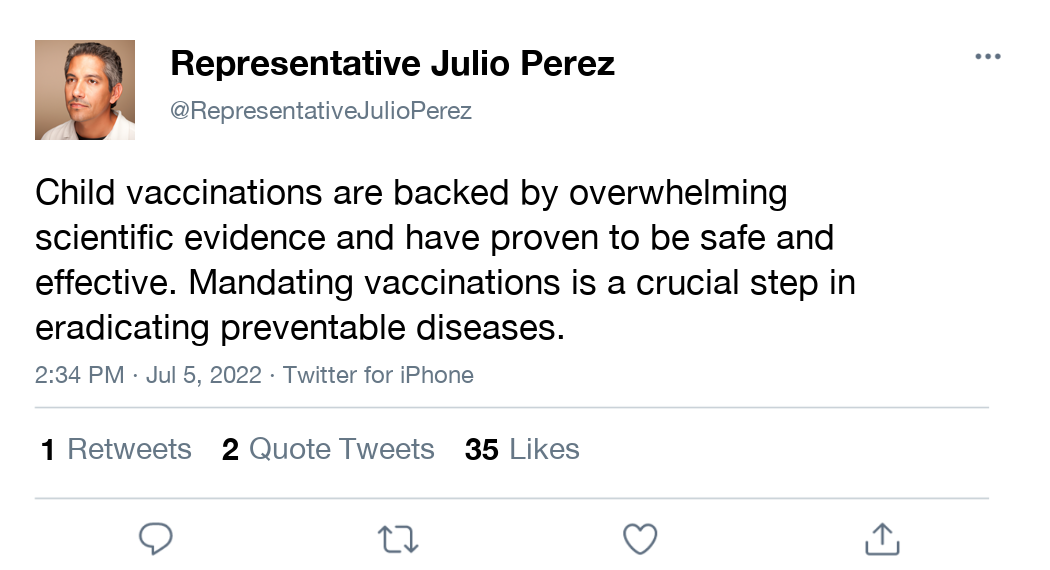 Representative Julio Perez
@RepresentativeJulioPerez
Child vaccinations are backed by overwhelming
scientific evidence and have proven to be safe and
effective. Mandating vaccinations is a crucial step in
eradicating preventable diseases.
2:34 PM · Jul 5, 2022 · Twitter for iPhone
1 Retweets 2 Quote Tweets 35 Likes